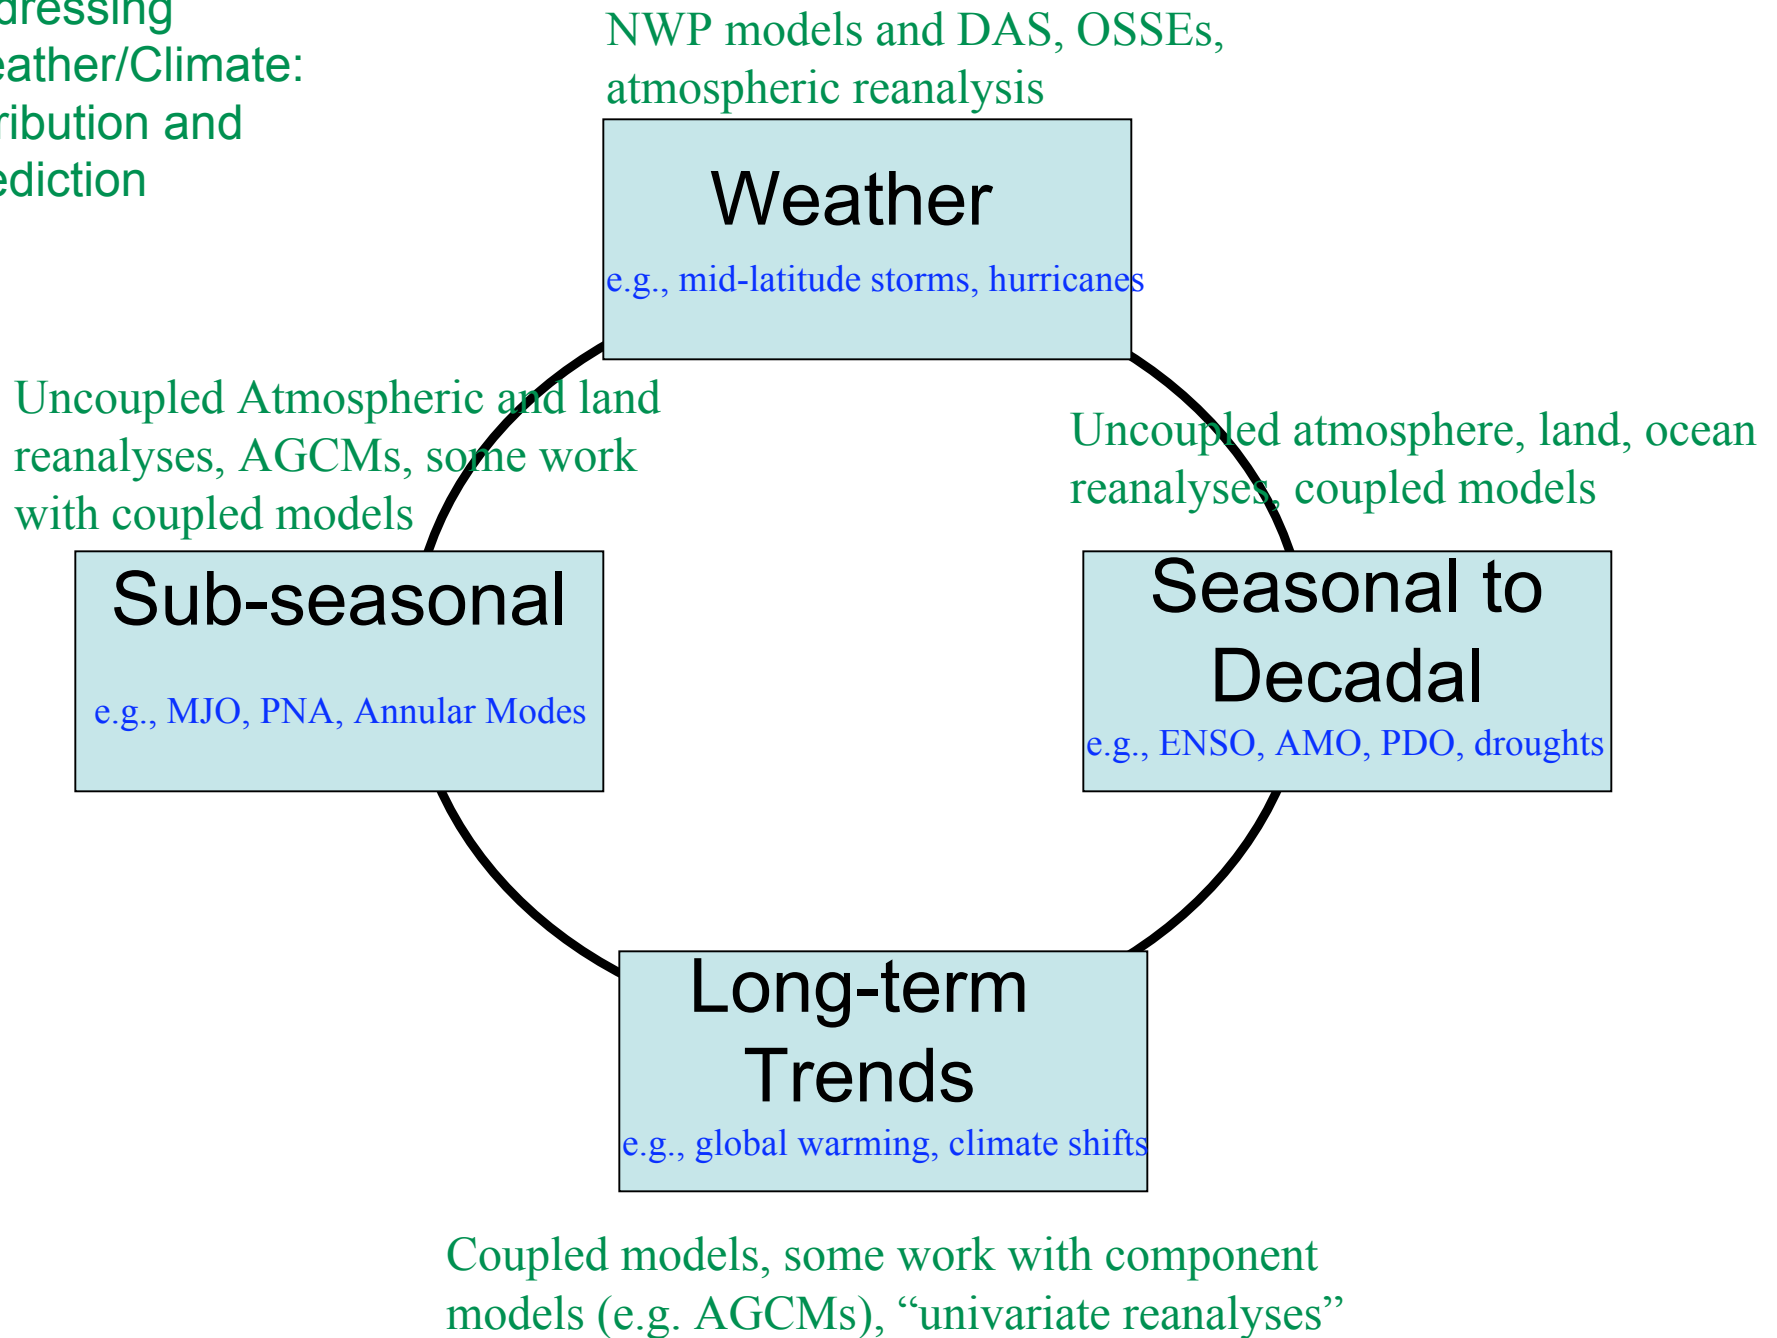 dressing
eather/Climate:
ribution and
ediction
NWP models and DAS, OSSEs,
atmospheric reanalysis
Weather
e.g., mid-latitude storms, hurricanes
Uncoupled Atmospheric and land
reanalyses, AGCMs, some work
with coupled models
Uncoupled atmosphere, land, ocean
reanalyses, coupled models
Sub-seasonal
e.g., MJO, PNA, Annular Modes
Seasonal to
Decadal
e.g., ENSO, AMO, PDO, droughts
Long-term
Trends
e.g., global warming, climate shifts
Coupled models, some work with component
models (e.g. AGCMs), “univariate reanalyses”